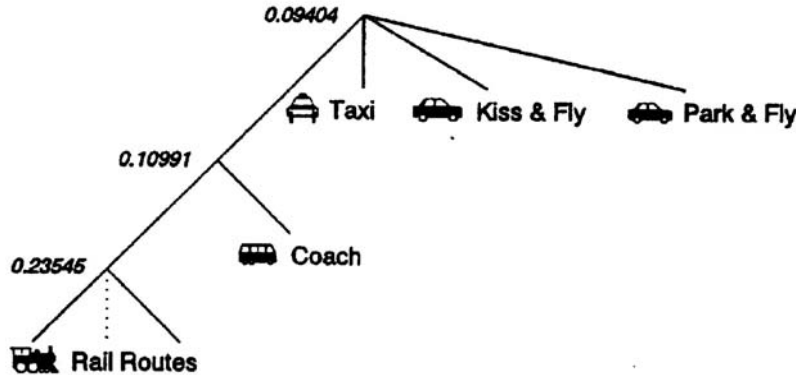 0.09404
Taxi
Kiss & Fly
Park & Fly
0.10991
Coach
0.23545
Rail Routes